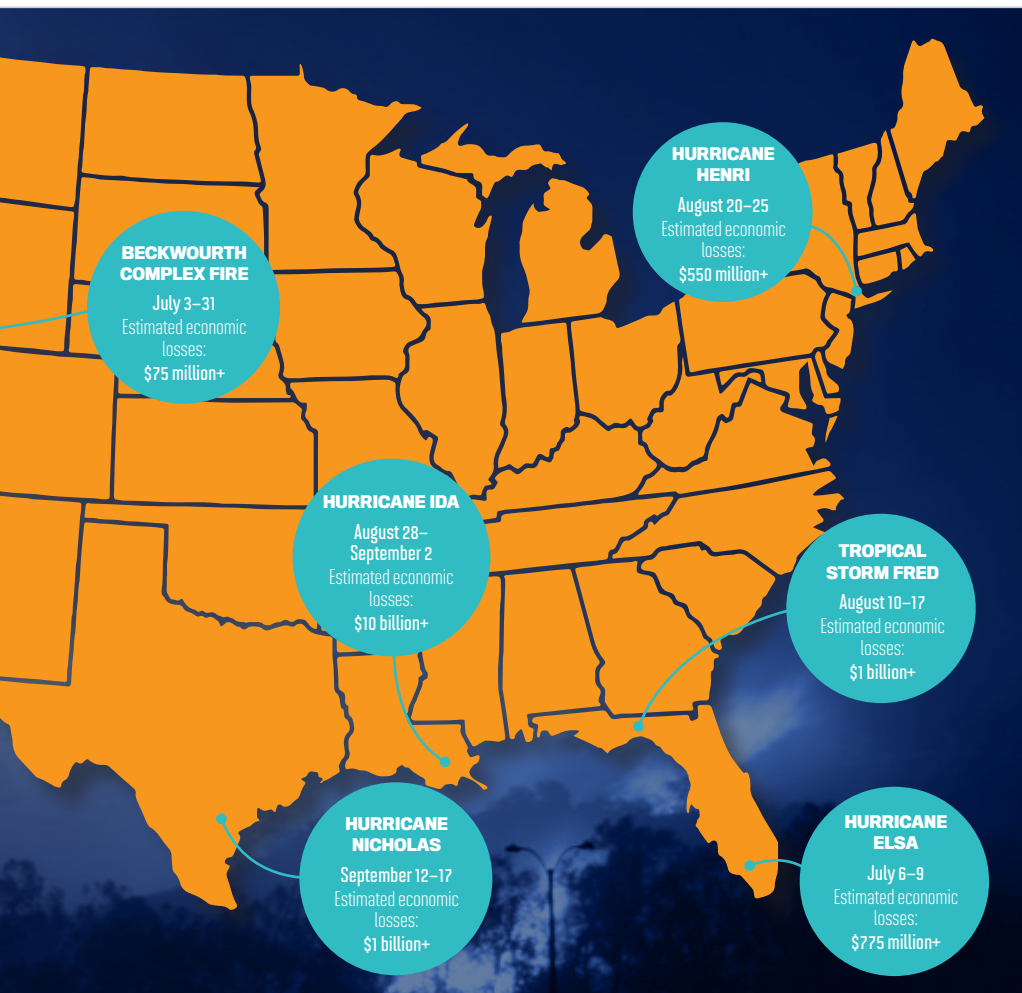 HURRICANE
HENRI
August 20–25
Estimated economic
losses:
$550 million+
BECKWOURTH
COMPLEX FIRE
July 3–31
Estimated economic
losses:
$75 million+
HURRICANE IDA
August 28–
September 2
Estimated economic
losses:
$10 billion+
TROPICAL
STORM FRED
August 10–17
Estimated economic
losses:
$1 billion+
HURRICANE
NICHOLAS
September 12–17
Estimated economic
losses:
$1 billion+
HURRICANE
ELSA
July 6–9
Estimated economic
losses:
$775 million+